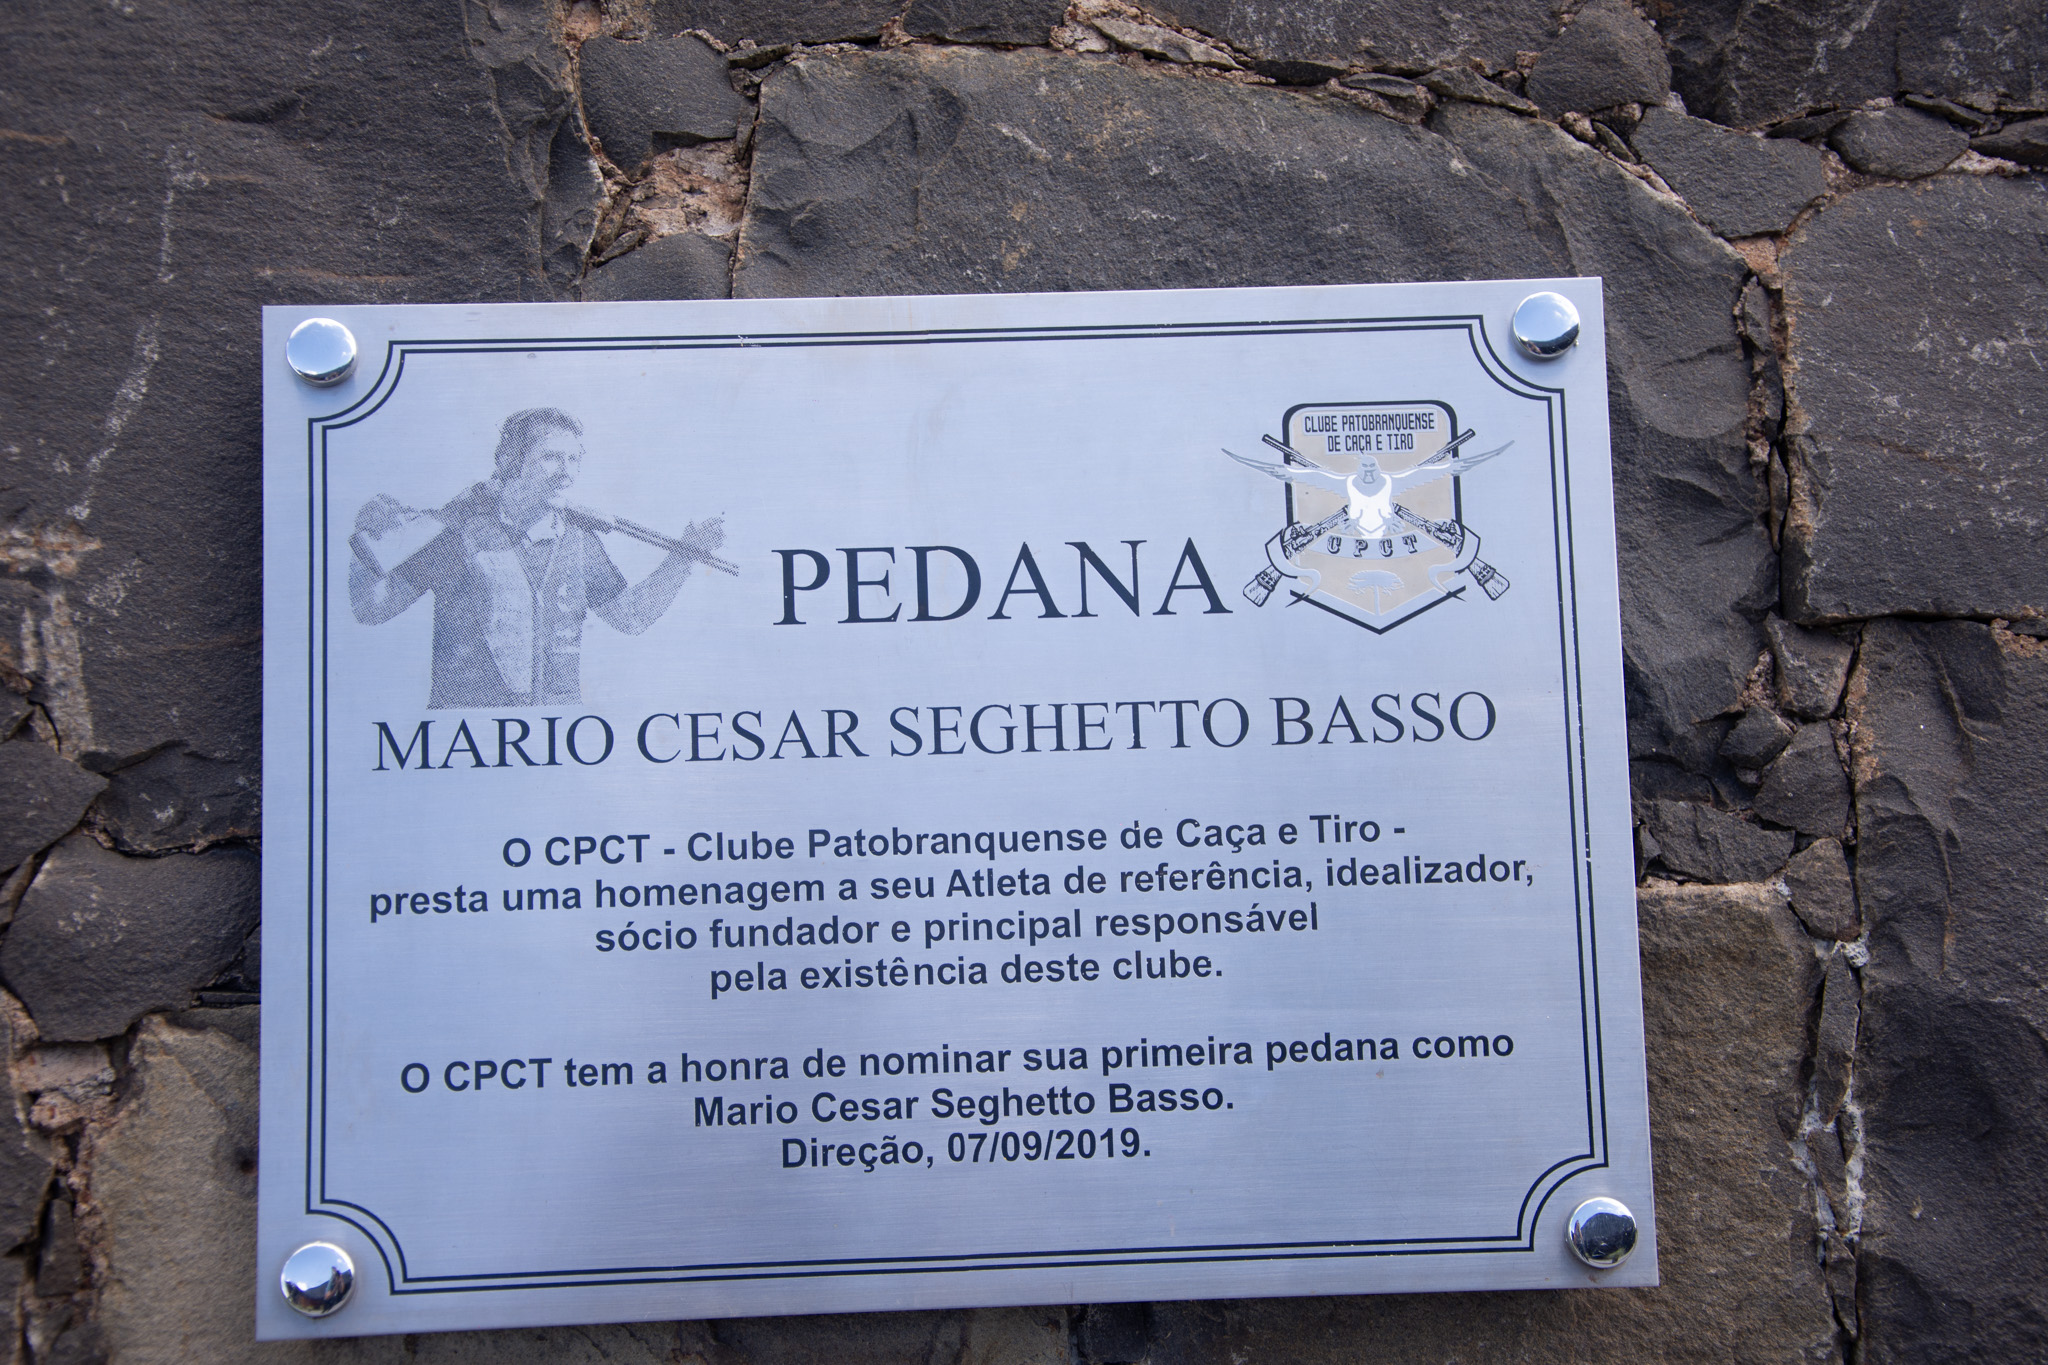 CLUBE PATOBRANQUENSE
DE CAÇA E TIRO
CPCT
PEDANA
MARIO CESAR SEGHETTO BASSO
O CPCT - Clube Patobranquense de Caça e Tiro -
presta uma homenagem a seu Atleta de referência, idealizador,
sócio fundador e principal responsável
pela existência deste clube.
O CPCT tem a honra de nominar sua primeira pedana como
Mario Cesar Seghetto Basso.
Direção, 07/09/2019.